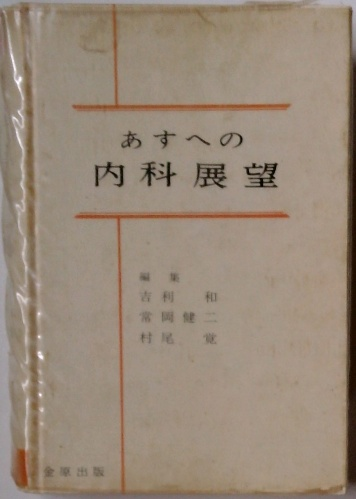 あすへの
内科展望
編集
吉利 和
常岡健二
村尾 覚
金原出版